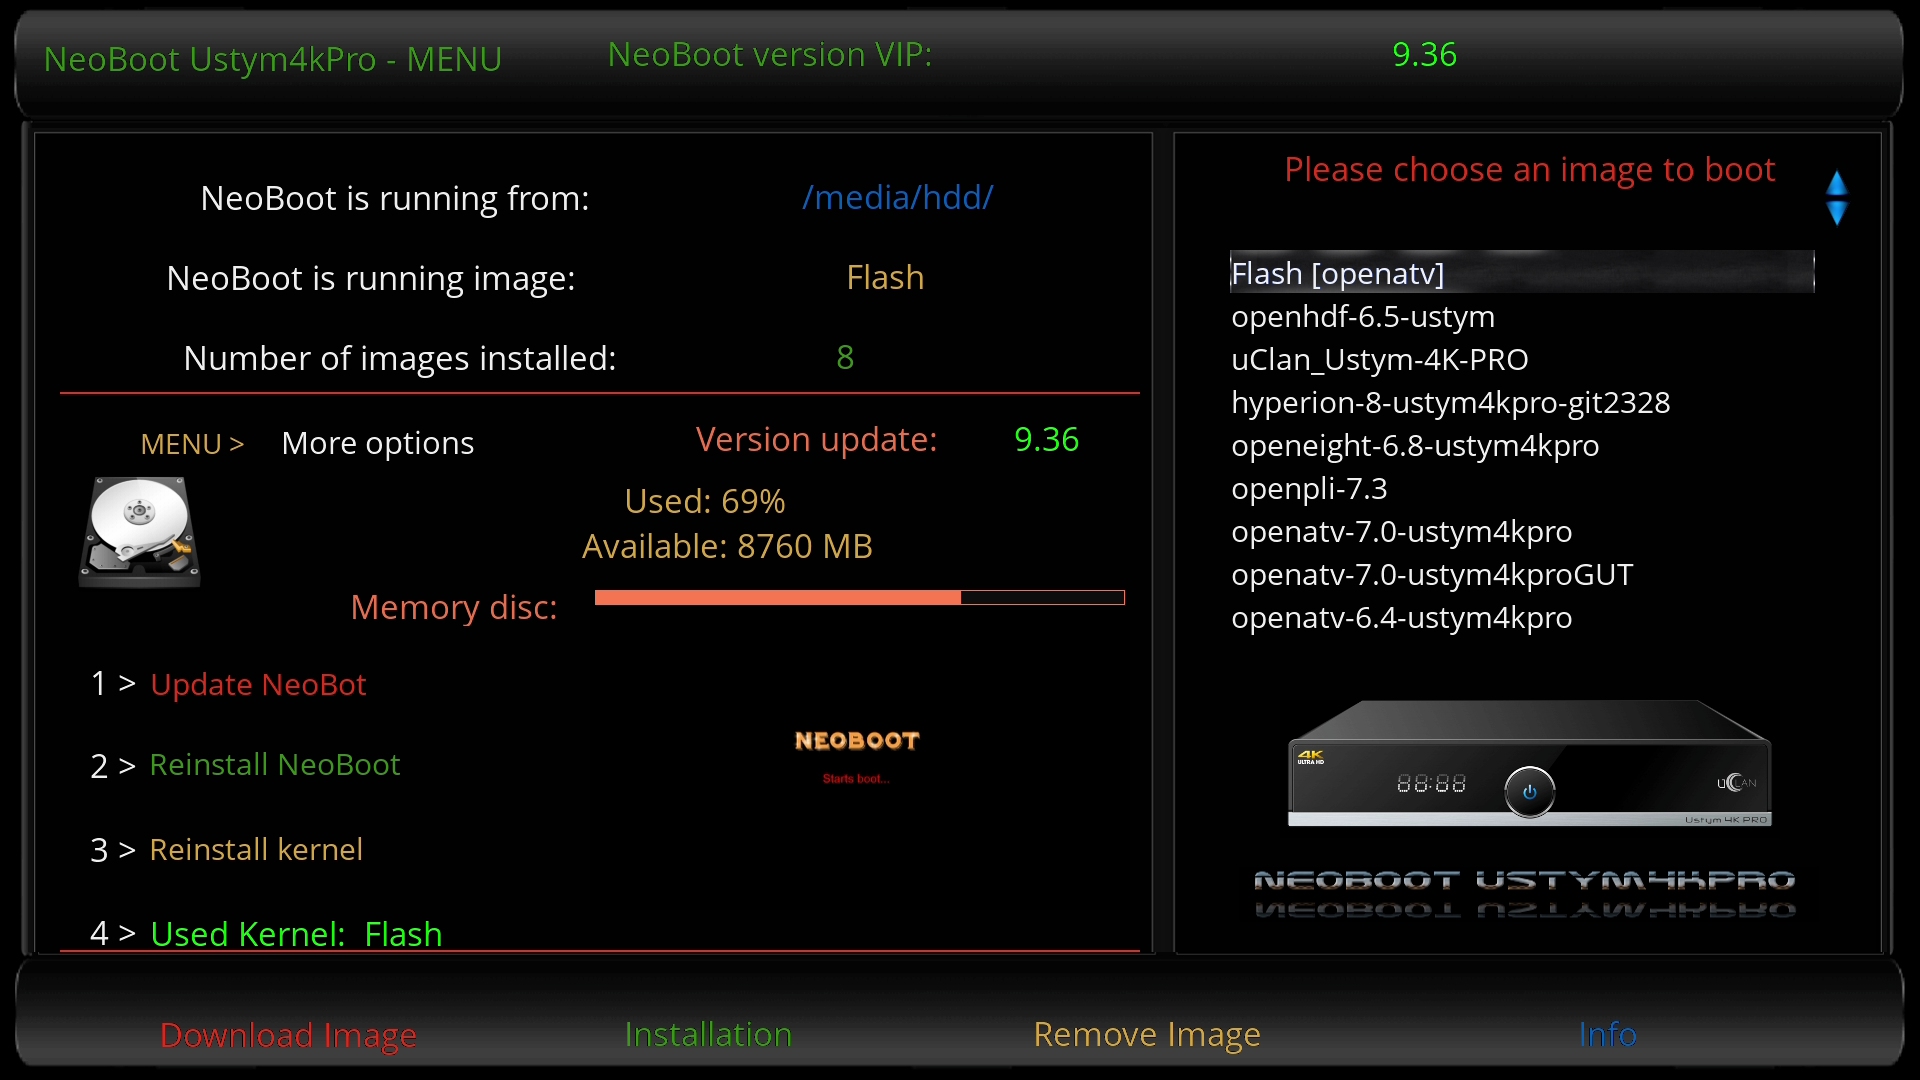 NeoBoot Ustym4kPro - MENU
NeoBoot version VIP:
9.36
NeoBoot is running from:
/media/hdd/
NeoBoot is running image:
Flash
Number of images installed:
8
MENU >
More options
Version update:
9.36
Used: 69%
Available: 8760 MB
Memory disc:
1 > Update NeoBot
2 > Reinstall NeoBoot
3 > Reinstall kernel
4 > Used Kernel: Flash
NEOBOOT
Starts boot...
Please choose an image to boot
Flash [openatv]
openhdf-6.5-ustym
uClan_Ustym-4K-PRO
hyperion-8-ustym4kpro-git2328
openeight-6.8-ustym4kpro
openpli-7.3
openatv-7.0-ustym4kpro
openatv-7.0-ustym4kproGUT
openatv-6.4-ustym4kpro
4K
ULTRA HD
88:88
uCLAN
Ustym 4K PRO
NEOBOOT USTYM4KPRO
Download Image
Installation
Remove Image
Info